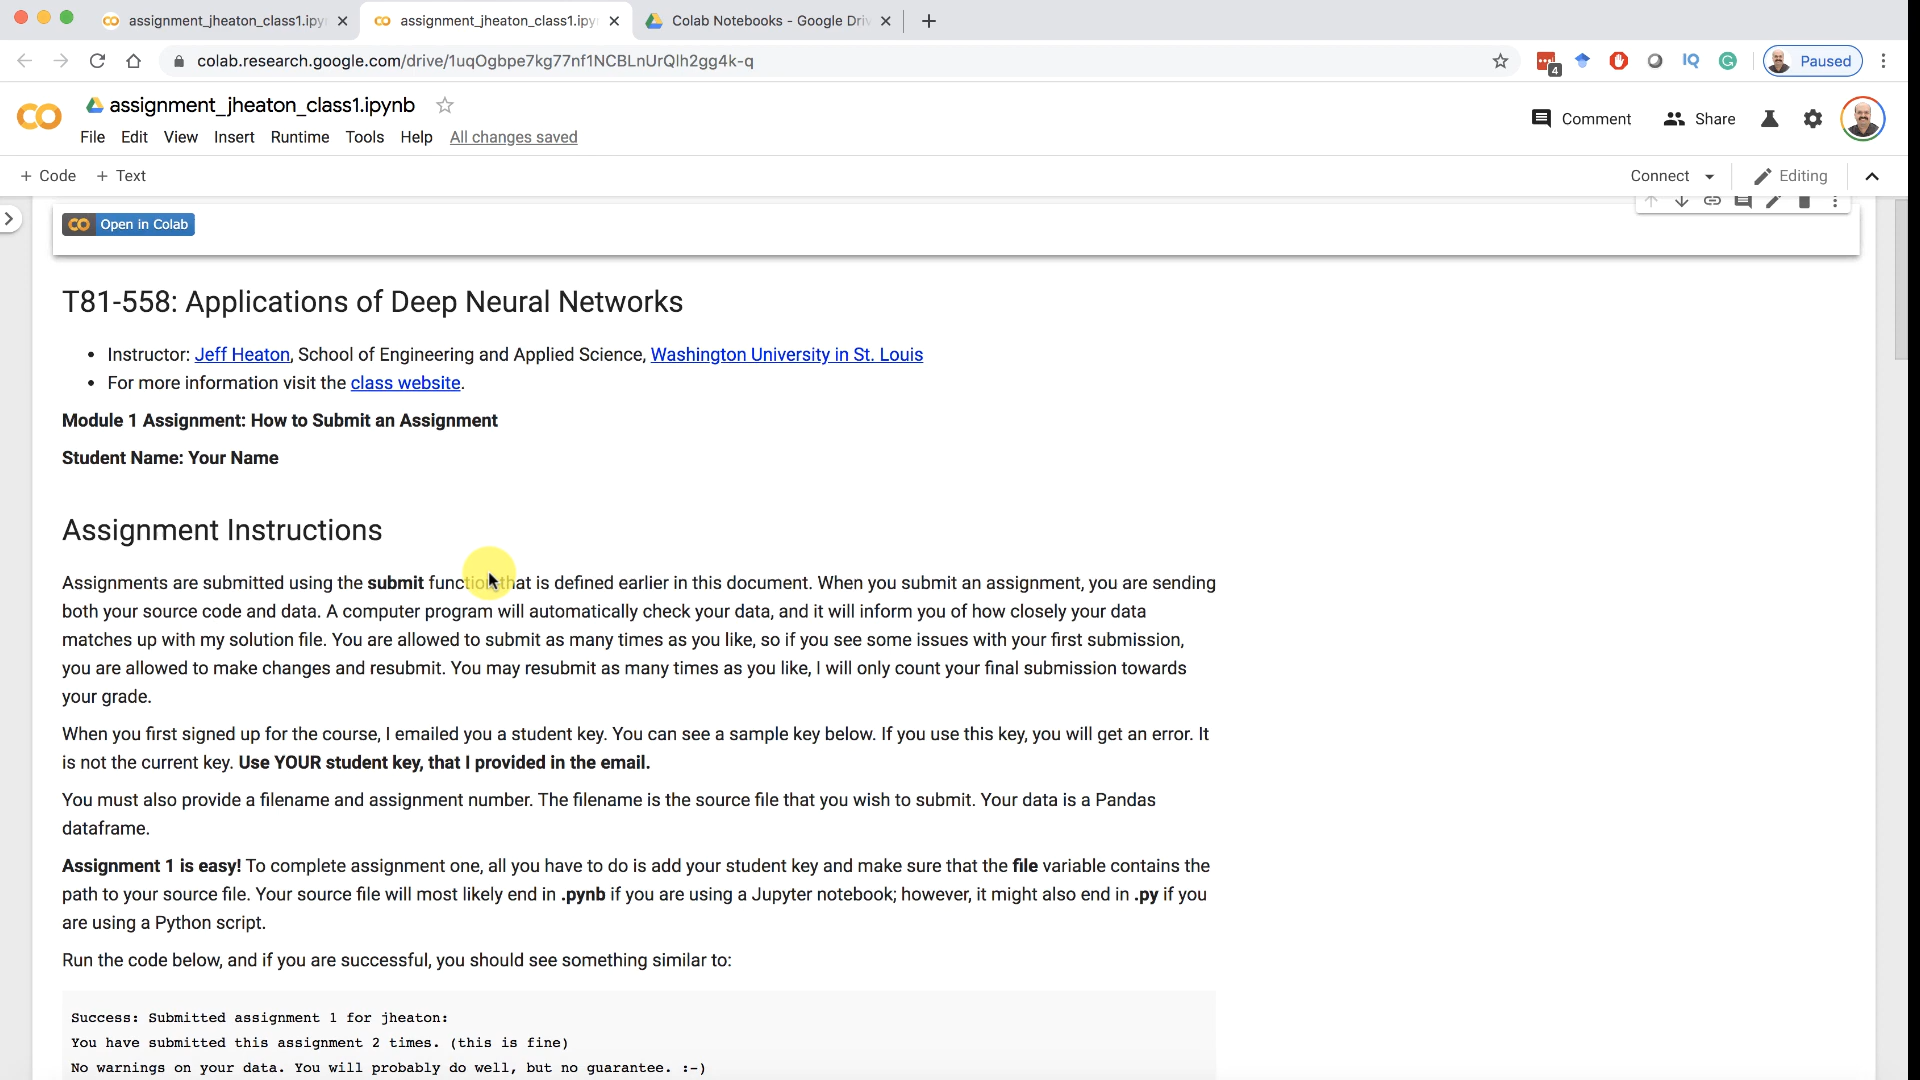 assignment_jheaton_class1.ipy
assignment_jheaton_class1.ipy
Colab Notebooks - Google Driv
colab.research.google.com/drive/1uqOgbpe7kg77nf1NCBLnUrQlh2gg4k-q
4
IQ
Paused
assignment_jheaton_class1.ipynb
Comment
Share
File Edit View Insert Runtime Tools Help All changes saved
+ Code + Text
Connect
Editing
Open in Colab
T81-558: Applications of Deep Neural Networks
• Instructor: Jeff Heaton, School of Engineering and Applied Science, Washington University in St. Louis
• For more information visit the class website.
Module 1 Assignment: How to Submit an Assignment
Student Name: Your Name
Assignment Instructions
Assignments are submitted using the submit function that is defined earlier in this document. When you submit an assignment, you are sending
both your source code and data. A computer program will automatically check your data, and it will inform you of how closely your data
matches up with my solution file. You are allowed to submit as many times as you like, so if you see some issues with your first submission,
you are allowed to make changes and resubmit. You may resubmit as many times as you like, I will only count your final submission towards
your grade.
When you first signed up for the course, I emailed you a student key. You can see a sample key below. If you use this key, you will get an error. It
is not the current key. Use YOUR student key, that I provided in the email.
You must also provide a filename and assignment number. The filename is the source file that you wish to submit. Your data is a Pandas
dataframe.
Assignment 1 is easy! To complete assignment one, all you have to do is add your student key and make sure that the file variable contains the
path to your source file. Your source file will most likely end in .pynb if you are using a Jupyter notebook; however, it might also end in .py if you
are using a Python script.
Run the code below, and if you are successful, you should see something similar to:
Success: Submitted assignment 1 for jheaton:
You have submitted this assignment 2 times. (this is fine)
No warnings on your data. You will probably do well, but no guarantee. :-)